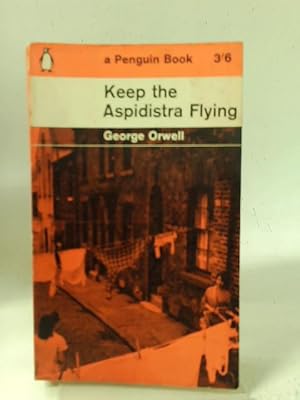 a Penguin Book 3'6
Keep the
Aspidistra Flying
George Orwell